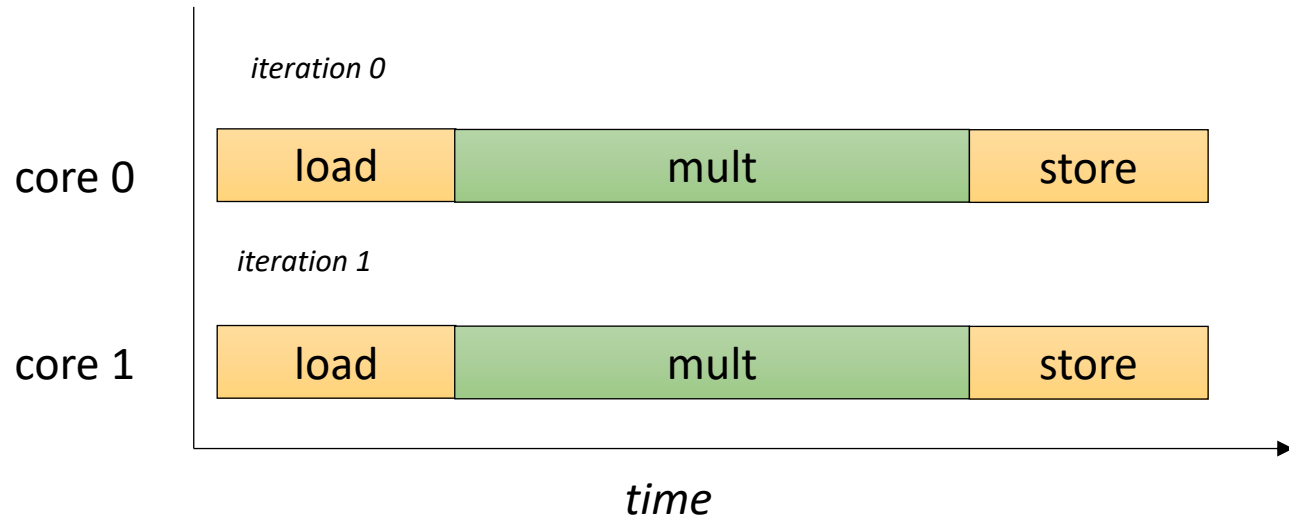 iteration 0
core 0
load mult store
iteration 1
core 1
load mult store
time